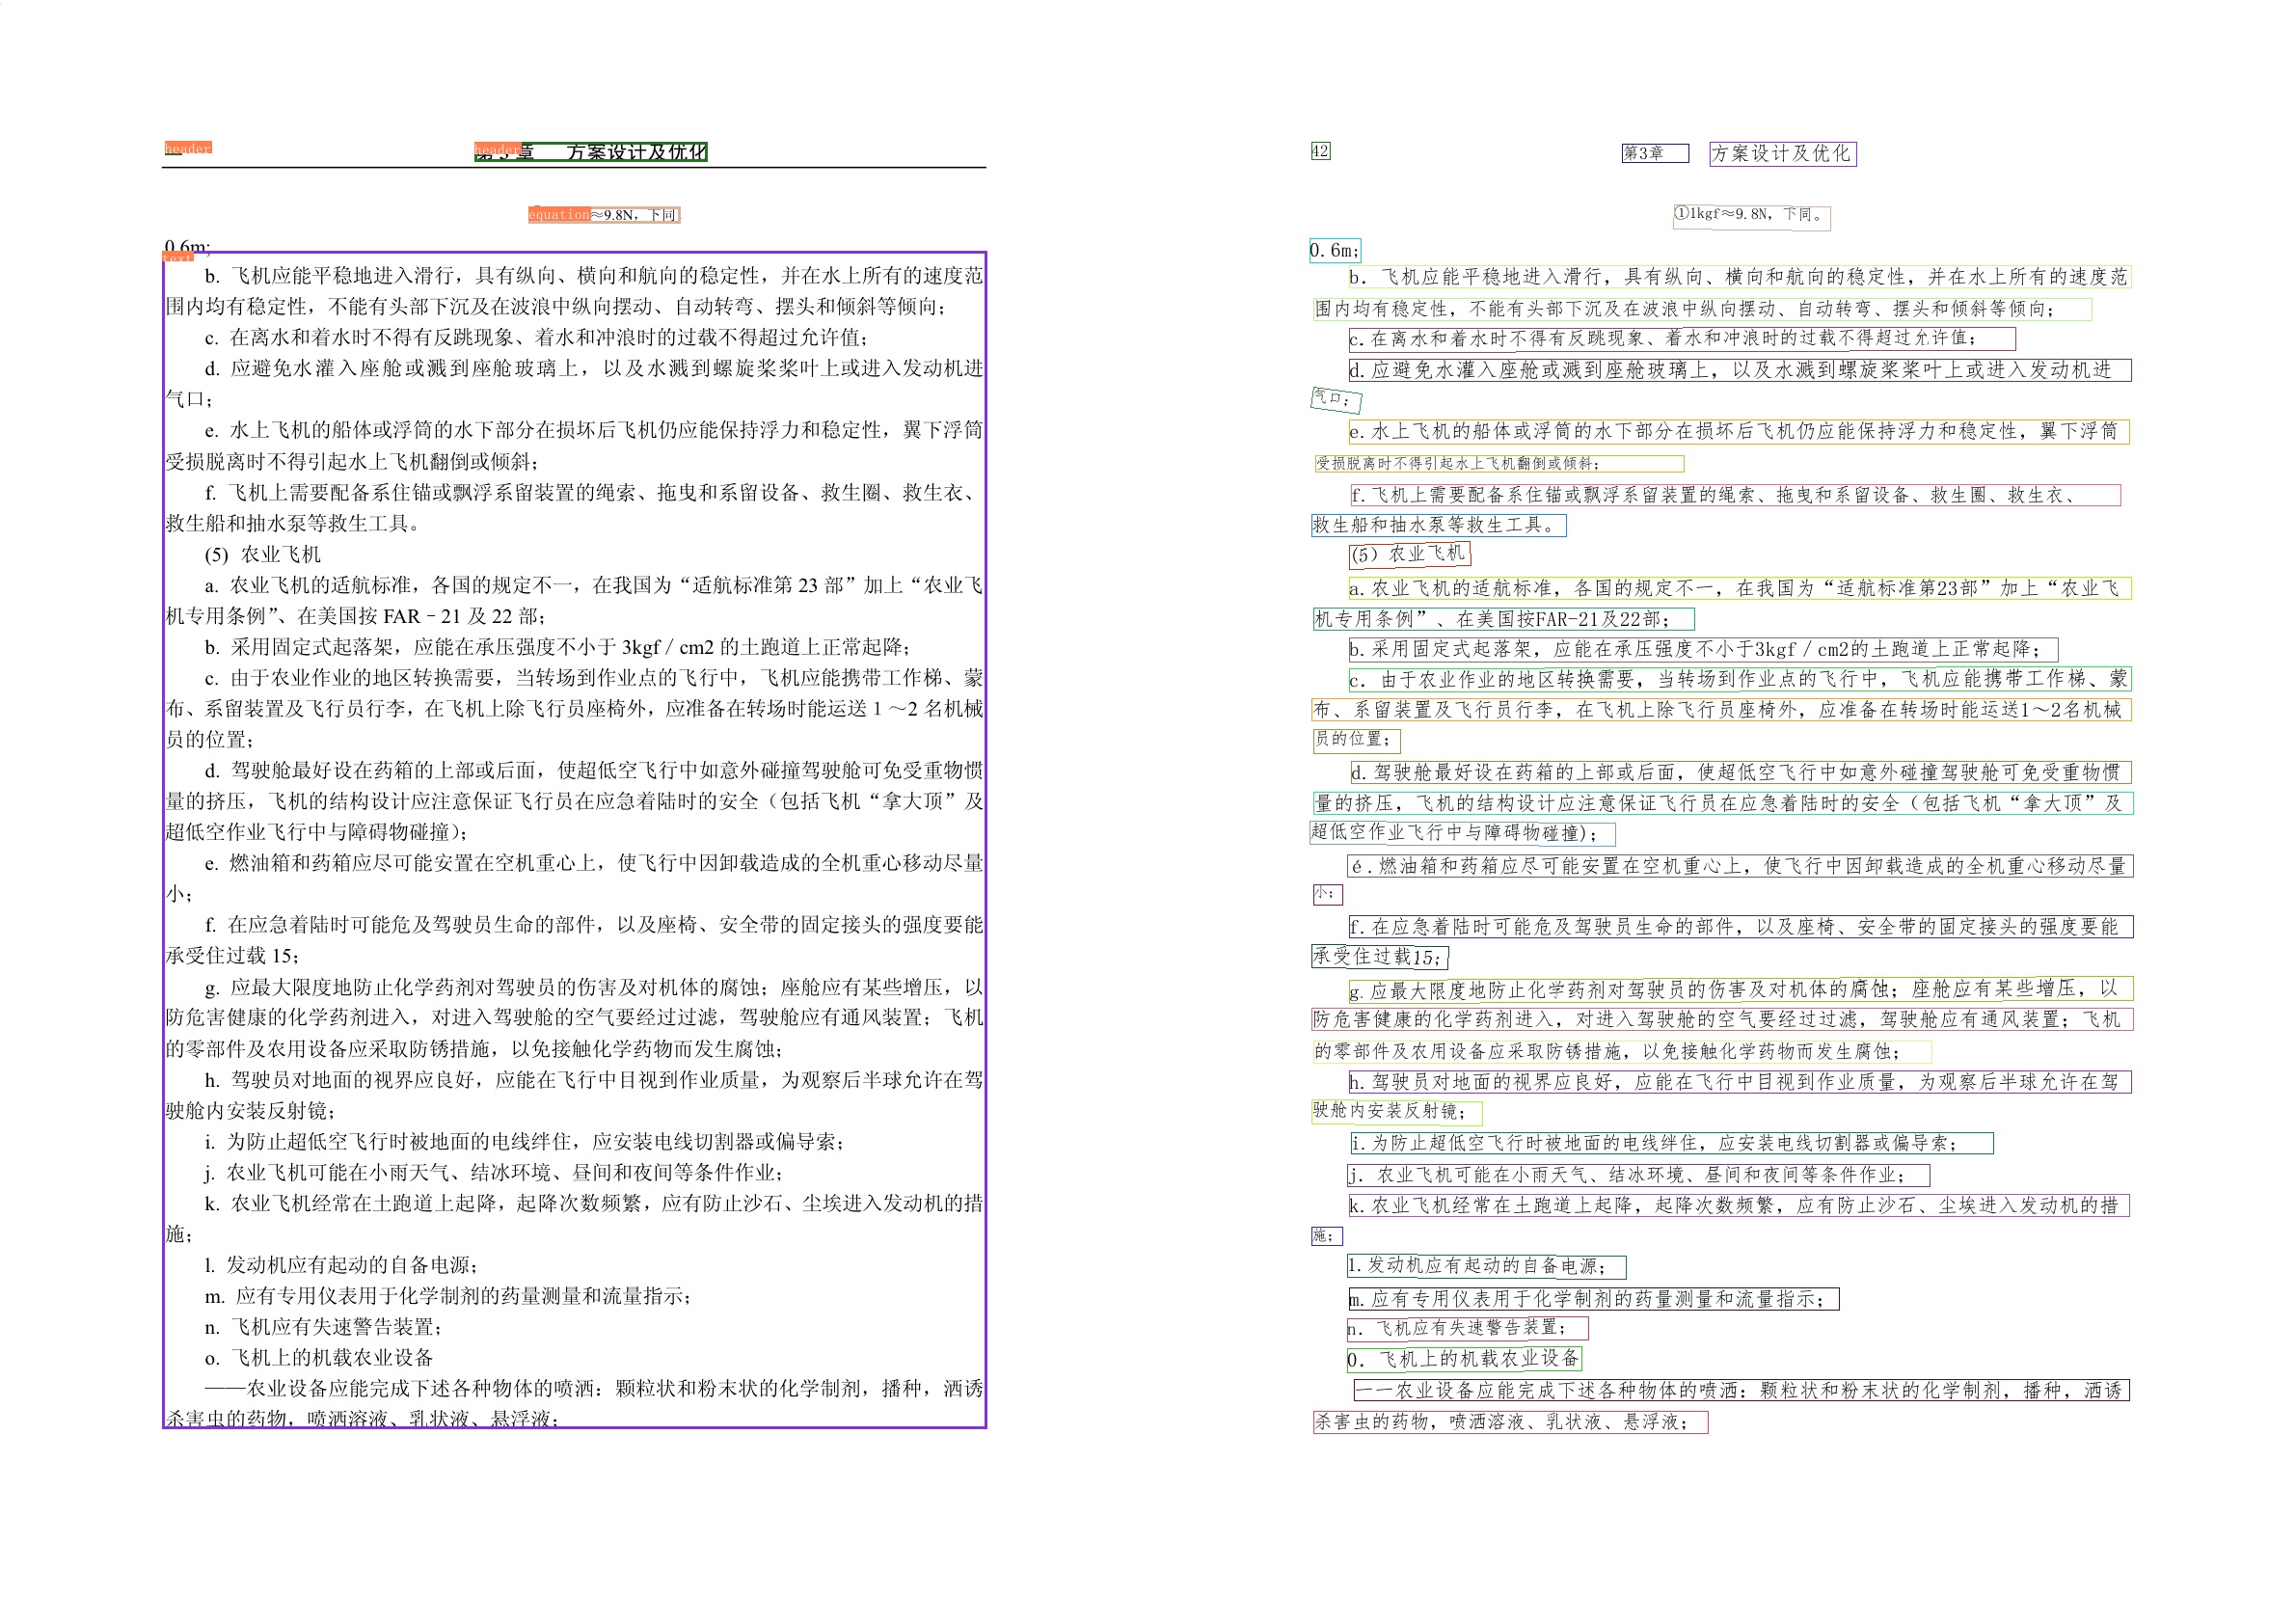 header
header
第3章 方案设计及优化
equation≈9.8N，下同
0.6m;
text
b. 飞机应能平稳地进入滑行，具有纵向、横向和航向的稳定性，并在水上所有的速度范
围内均有稳定性，不能有头部下沉及在波浪中纵向摆动、自动转弯、摆头和倾斜等倾向；
c. 在离水和着水时不得有反跳现象、着水和冲浪时的过载不得超过允许值；
d. 应避免水灌入座舱或溅到座舱玻璃上，以及水溅到螺旋桨桨叶上或进入发动机进
气口；
e. 水上飞机的船体或浮筒的水下部分在损坏后飞机仍应能保持浮力和稳定性，翼下浮筒
受损脱离时不得引起水上飞机翻倒或倾斜；
f. 飞机上需要配备系住锚或飘浮系留装置的绳索、拖曳和系留设备、救生圈、救生衣、
救生船和抽水泵等救生工具。
(5) 农业飞机
a. 农业飞机的适航标准，各国的规定不一，在我国为“适航标准第 23 部”加上“农业飞
机专用条例”、在美国按 FAR－21 及 22 部；
b. 采用固定式起落架，应能在承压强度不小于 3kgf／cm2 的土跑道上正常起降；
c. 由于农业作业的地区转换需要，当转场到作业点的飞行中，飞机应能携带工作梯、蒙
布、系留装置及飞行员行李，在飞机上除飞行员座椅外，应准备在转场时能运送 1～2 名机械
员的位置；
d. 驾驶舱最好设在药箱的上部或后面，使超低空飞行中如意外碰撞驾驶舱可免受重物惯
量的挤压，飞机的结构设计应注意保证飞行员在应急着陆时的安全（包括飞机“拿大顶”及
超低空作业飞行中与障碍物碰撞）；
e. 燃油箱和药箱应尽可能安置在空机重心上，使飞行中因卸载造成的全机重心移动尽量
小；
f. 在应急着陆时可能危及驾驶员生命的部件，以及座椅、安全带的固定接头的强度要能
承受住过载 15；
g. 应最大限度地防止化学药剂对驾驶员的伤害及对机体的腐蚀；座舱应有某些增压，以
防危害健康的化学药剂进入，对进入驾驶舱的空气要经过过滤，驾驶舱应有通风装置；飞机
的零部件及农用设备应采取防锈措施，以免接触化学药物而发生腐蚀；
h. 驾驶员对地面的视界应良好，应能在飞行中目视到作业质量，为观察后半球允许在驾
驶舱内安装反射镜；
i. 为防止超低空飞行时被地面的电线绊住，应安装电线切割器或偏导索；
j. 农业飞机可能在小雨天气、结冰环境、昼间和夜间等条件作业；
k. 农业飞机经常在土跑道上起降，起降次数频繁，应有防止沙石、尘埃进入发动机的措
施；
l. 发动机应有起动的自备电源；
m. 应有专用仪表用于化学制剂的药量测量和流量指示；
n. 飞机应有失速警告装置；
o. 飞机上的机载农业设备
——农业设备应能完成下述各种物体的喷洒：颗粒状和粉末状的化学制剂，播种，洒诱
杀害虫的药物，喷洒溶液、乳状液、悬浮液；
42 第3章 方案设计及优化
①1kgf≈9.8N，下同。
0.6m;
b. 飞机应能平稳地进入滑行，具有纵向、横向和航向的稳定性，并在水上所有的速度范
围内均有稳定性，不能有头部下沉及在波浪中纵向摆动、自动转弯、摆头和倾斜等倾向；
c.在离水和着水时不得有反跳现象、着水和冲浪时的过载不得超过允许值；
d.应避免水灌入座舱或溅到座舱玻璃上，以及水溅到螺旋桨桨叶上或进入发动机进
气口；
e.水上飞机的船体或浮筒的水下部分在损坏后飞机仍应能保持浮力和稳定性，翼下浮筒
受损脱离时不得引起水上飞机翻倒或倾斜；
f.飞机上需要配备系住锚或飘浮系留装置的绳索、拖曳和系留设备、救生圈、救生衣、
救生船和抽水泵等救生工具。
(5）农业飞机
a.农业飞机的适航标准，各国的规定不一，在我国为“适航标准第23部”加上“农业飞
机专用条例”、在美国按FAR-21及22部；
b.采用固定式起落架，应能在承压强度不小于3kgf／cm2的土跑道上正常起降；
c. 由于农业作业的地区转换需要，当转场到作业点的飞行中，飞机应能携带工作梯、蒙
布、系留装置及飞行员行李，在飞机上除飞行员座椅外，应准备在转场时能运送1～2名机械
员的位置；
d.驾驶舱最好设在药箱的上部或后面，使超低空飞行中如意外碰撞驾驶舱可免受重物惯
量的挤压，飞机的结构设计应注意保证飞行员在应急着陆时的安全（包括飞机“拿大顶”及
超低空作业飞行中与障碍物碰撞)；
é.燃油箱和药箱应尽可能安置在空机重心上，使飞行中因卸载造成的全机重心移动尽量
小；
f.在应急着陆时可能危及驾驶员生命的部件，以及座椅、安全带的固定接头的强度要能
承受住过载15;
g.应最大限度地防止化学药剂对驾驶员的伤害及对机体的腐蚀；座舱应有某些增压，以
防危害健康的化学药剂进入，对进入驾驶舱的空气要经过过滤，驾驶舱应有通风装置；飞机
的零部件及农用设备应采取防锈措施，以免接触化学药物而发生腐蚀；
h.驾驶员对地面的视界应良好，应能在飞行中目视到作业质量，为观察后半球允许在驾
驶舱内安装反射镜；
i.为防止超低空飞行时被地面的电线绊住，应安装电线切割器或偏导索；
j. 农业飞机可能在小雨天气、结冰环境、昼间和夜间等条件作业；
k.农业飞机经常在土跑道上起降，起降次数频繁，应有防止沙石、尘埃进入发动机的措
施；
l.发动机应有起动的自备电源；
m.应有专用仪表用于化学制剂的药量测量和流量指示；
n. 飞机应有失速警告装置；
0. 飞机上的机载农业设备
一一农业设备应能完成下述各种物体的喷洒：颗粒状和粉末状的化学制剂，播种，洒诱
杀害虫的药物，喷洒溶液、乳状液、悬浮液；